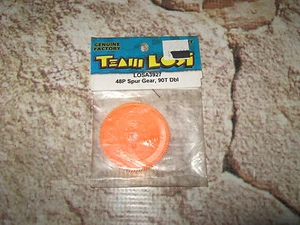 GENUINE
FACTORY
TEAM LOSI
LOSA3927
48P Spur Gear, 90T Dbl